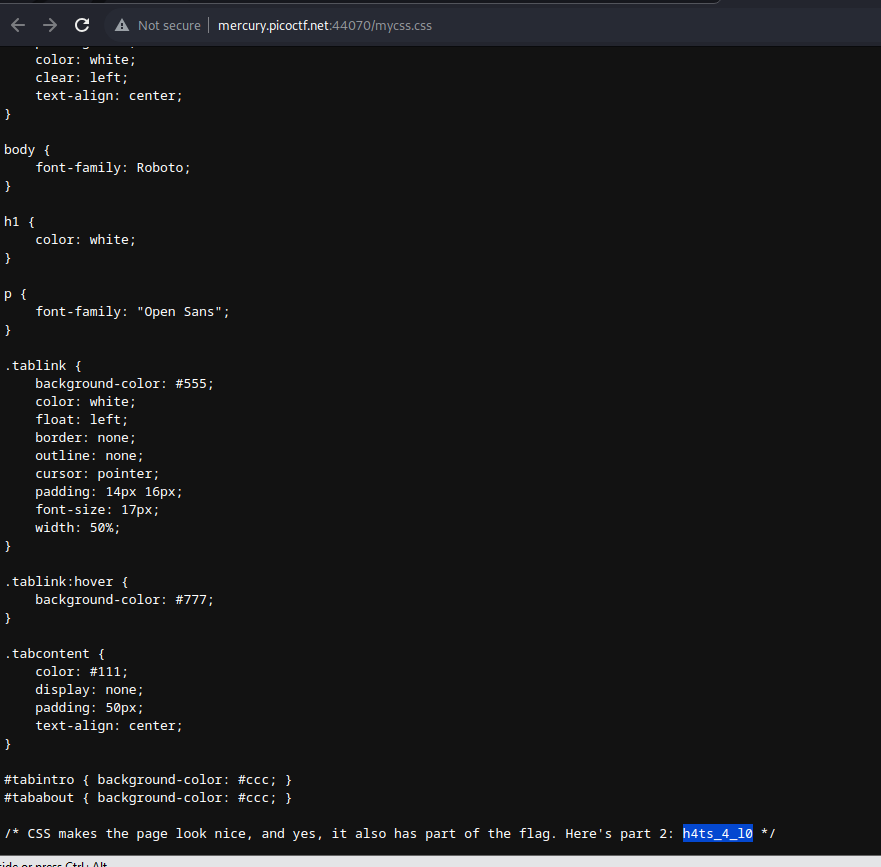 Not secure | mercury.picoctf.net:44070/mycss.css
    color: white;
    clear: left;
    text-align: center;
}

body {
    font-family: Roboto;
}

h1 {
    color: white;
}

p {
    font-family: "Open Sans";
}

.tablink {
    background-color: #555;
    color: white;
    float: left;
    border: none;
    outline: none;
    cursor: pointer;
    padding: 14px 16px;
    font-size: 17px;
    width: 50%;
}

.tablink:hover {
    background-color: #777;
}

.tabcontent {
    color: #111;
    display: none;
    padding: 50px;
    text-align: center;
}

#tabintro { background-color: #ccc; }
#tababout { background-color: #ccc; }

/* CSS makes the page look nice, and yes, it also has part of the flag. Here's part 2: h4ts_4_l0 */
or press Ctrl+Alt